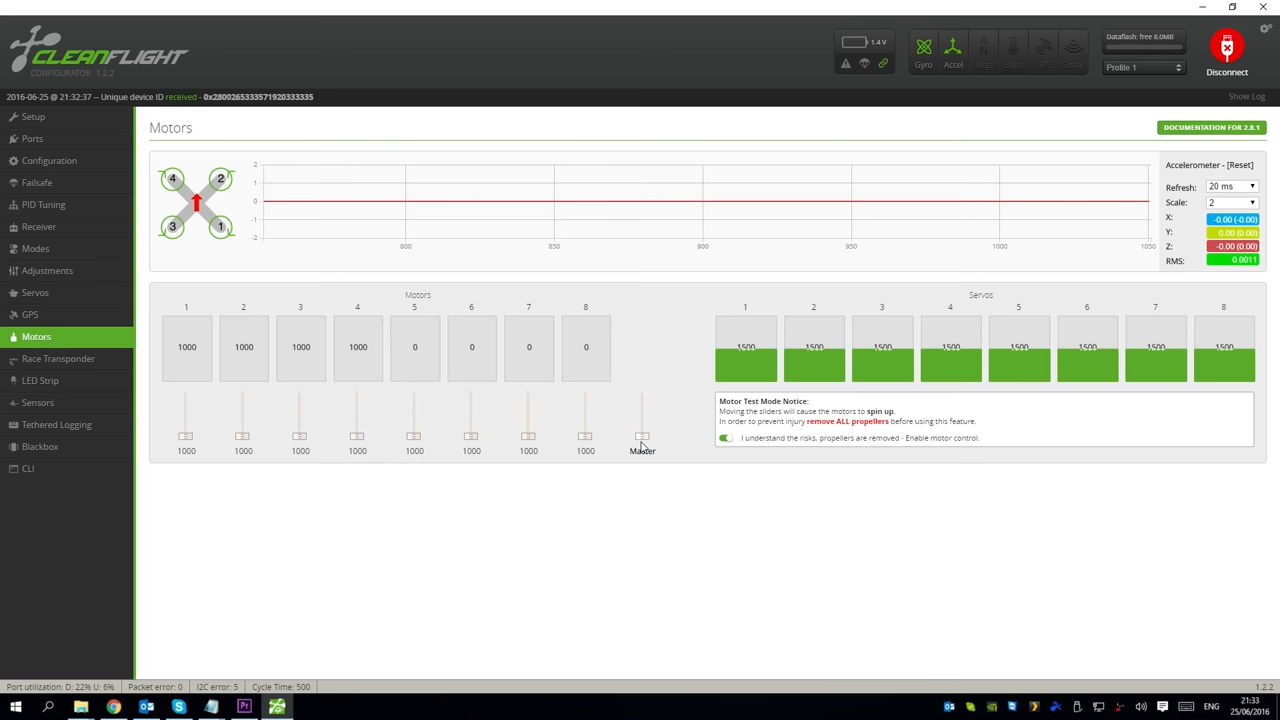 CLEANFLIGHT
CONFIGURATOR 1.2.2
1.4 V
Gyro
Accel
Dataflash: free 8.0MB
Profile 1
Disconnect
2016-06-25 @ 21:32:37 -- Unique device ID received - 0x2800265333571920333335
Show Log
Setup
Ports
Configuration
Failsafe
PID Tuning
Receiver
Modes
Adjustments
Servos
GPS
Motors
Race Transponder
LED Strip
Sensors
Tethered Logging
Blackbox
CLI
Motors
DOCUMENTATION FOR 2.8.1
4 2
3 1
2
1
0
-1
-2
800 850 900 950 1000 1050
Accelerometer - [Reset]
Refresh: 20 ms
Scale: 2
X: -0.00 (-0.00)
Y: 0.00 (0.00)
Z: -0.00 (0.00)
RMS: 0.0011
Motors
1 2 3 4 5 6 7 8
1000 1000 1000 1000 0 0 0 0
1000 1000 1000 1000 1000 1000 1000 1000 Master
Servos
1 2 3 4 5 6 7 8
1500 1500 1500 1500 1500 1500 1500 1500
Motor Test Mode Notice:
Moving the sliders will cause the motors to spin up.
In order to prevent injury remove ALL propellers before using this feature.
I understand the risks, propellers are removed - Enable motor control.
Port utilization: D: 22% U: 6% Packet error: 0 I2C error: 5 Cycle Time: 500 1.2.2
ENG
21:33
25/06/2016